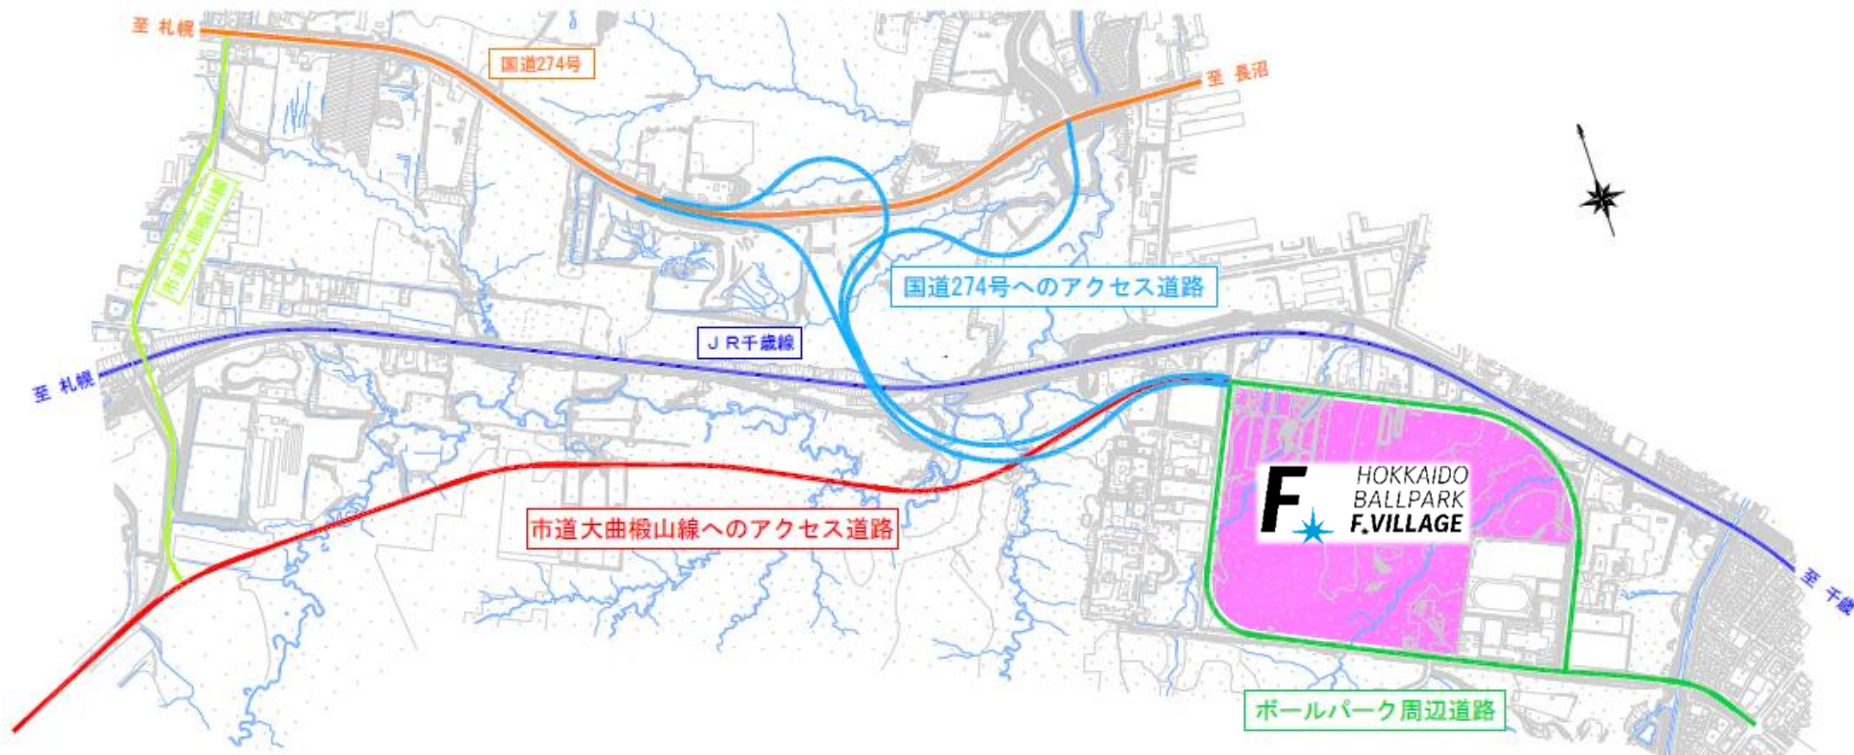 至 札幌
国道274号
至 長沼
市道大曲椴山線
国道274号へのアクセス道路
JR千歳線
至 札幌
HOKKAIDO
BALLPARK
F VILLAGE
F
市道大曲椴山線へのアクセス道路
至 千歳
ボールパーク周辺道路